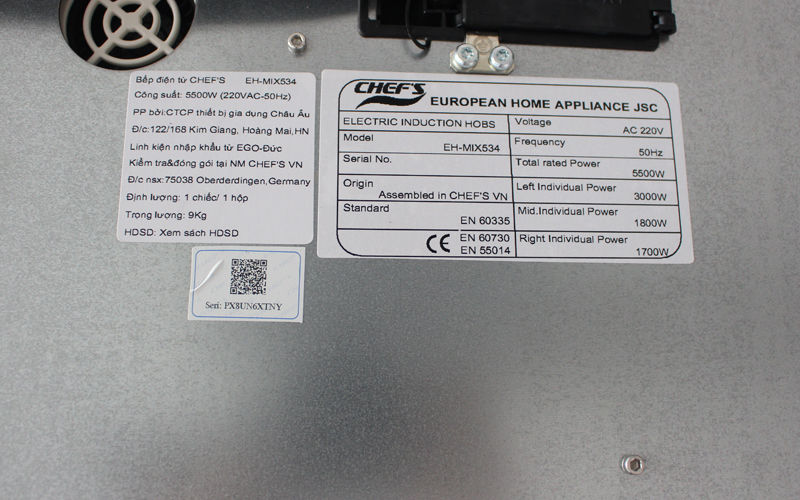 Bếp điện từ CHEF'S EH-MIX534
Công suất: 5500W (220VAC-50Hz)
PP bởi:CTCP thiết bị gia dụng Châu Âu
Đ/c:122/168 Kim Giang, Hoàng Mai,HN
Linh kiện nhập khẩu từ EGO-Đức
Kiểm tra&đóng gói tại NM CHEF'S VN
Đ/c nsx:75038 Oberderdingen,Germany
Định lượng: 1 chiếc/ 1 hộp
Trọng lượng: 9Kg
HDSD: Xem sách HDSD
Seri: PX8UN6XTNY
CHEF'S EUROPEAN HOME APPLIANCE JSC
ELECTRIC INDUCTION HOBS
Model EH-MIX534
Serial No.
Origin Assembled in CHEF'S VN
Standard EN 60335
CE EN 60730
EN 55014
Voltage AC 220V
Frequency 50Hz
Total rated Power 5500W
Left Individual Power 3000W
Mid.Individual Power 1800W
Right Individual Power 1700W